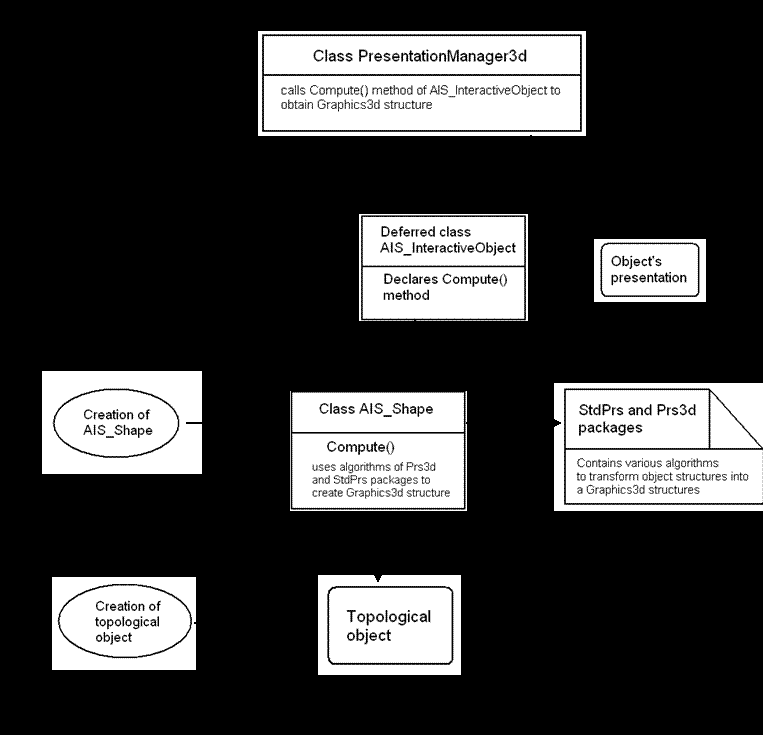 Class PresentationManager3d
calls Compute() method of AIS_InteractiveObject to
obtain Graphics3d structure
Deferred class
AIS_InteractiveObject
Declares Compute()
method
Object's
presentation
Creation of
AIS_Shape
Class AIS_Shape
Compute()
uses algorithms of Prs3d
and StdPrs packages to
create Graphics3d structure
StdPrs and Prs3d
packages
Contains various algorithms
to transform object structures into
a Graphics3d structures
Creation of
topological
object
Topological
object